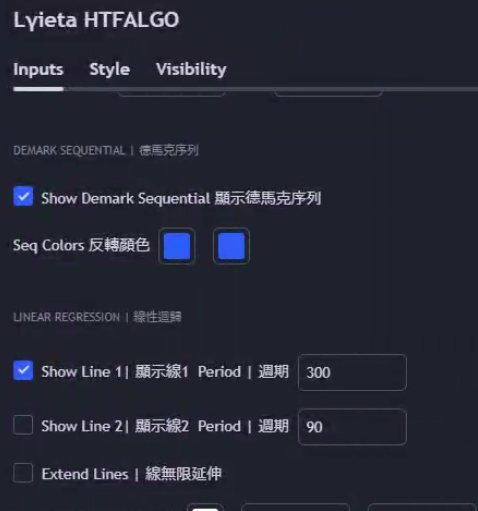 Lyieta HTFALGO
Inputs Style Visibility
DEMARK SEQUENTIAL | 德馬克序列
Show Demark Sequential 顯示德馬克序列
Seq Colors 反轉顏色
LINEAR REGRESSION | 線性迴歸
Show Line 1| 顯示線1 Period | 週期 300
Show Line 2| 顯示線2 Period | 週期 90
Extend Lines | 線無限延伸